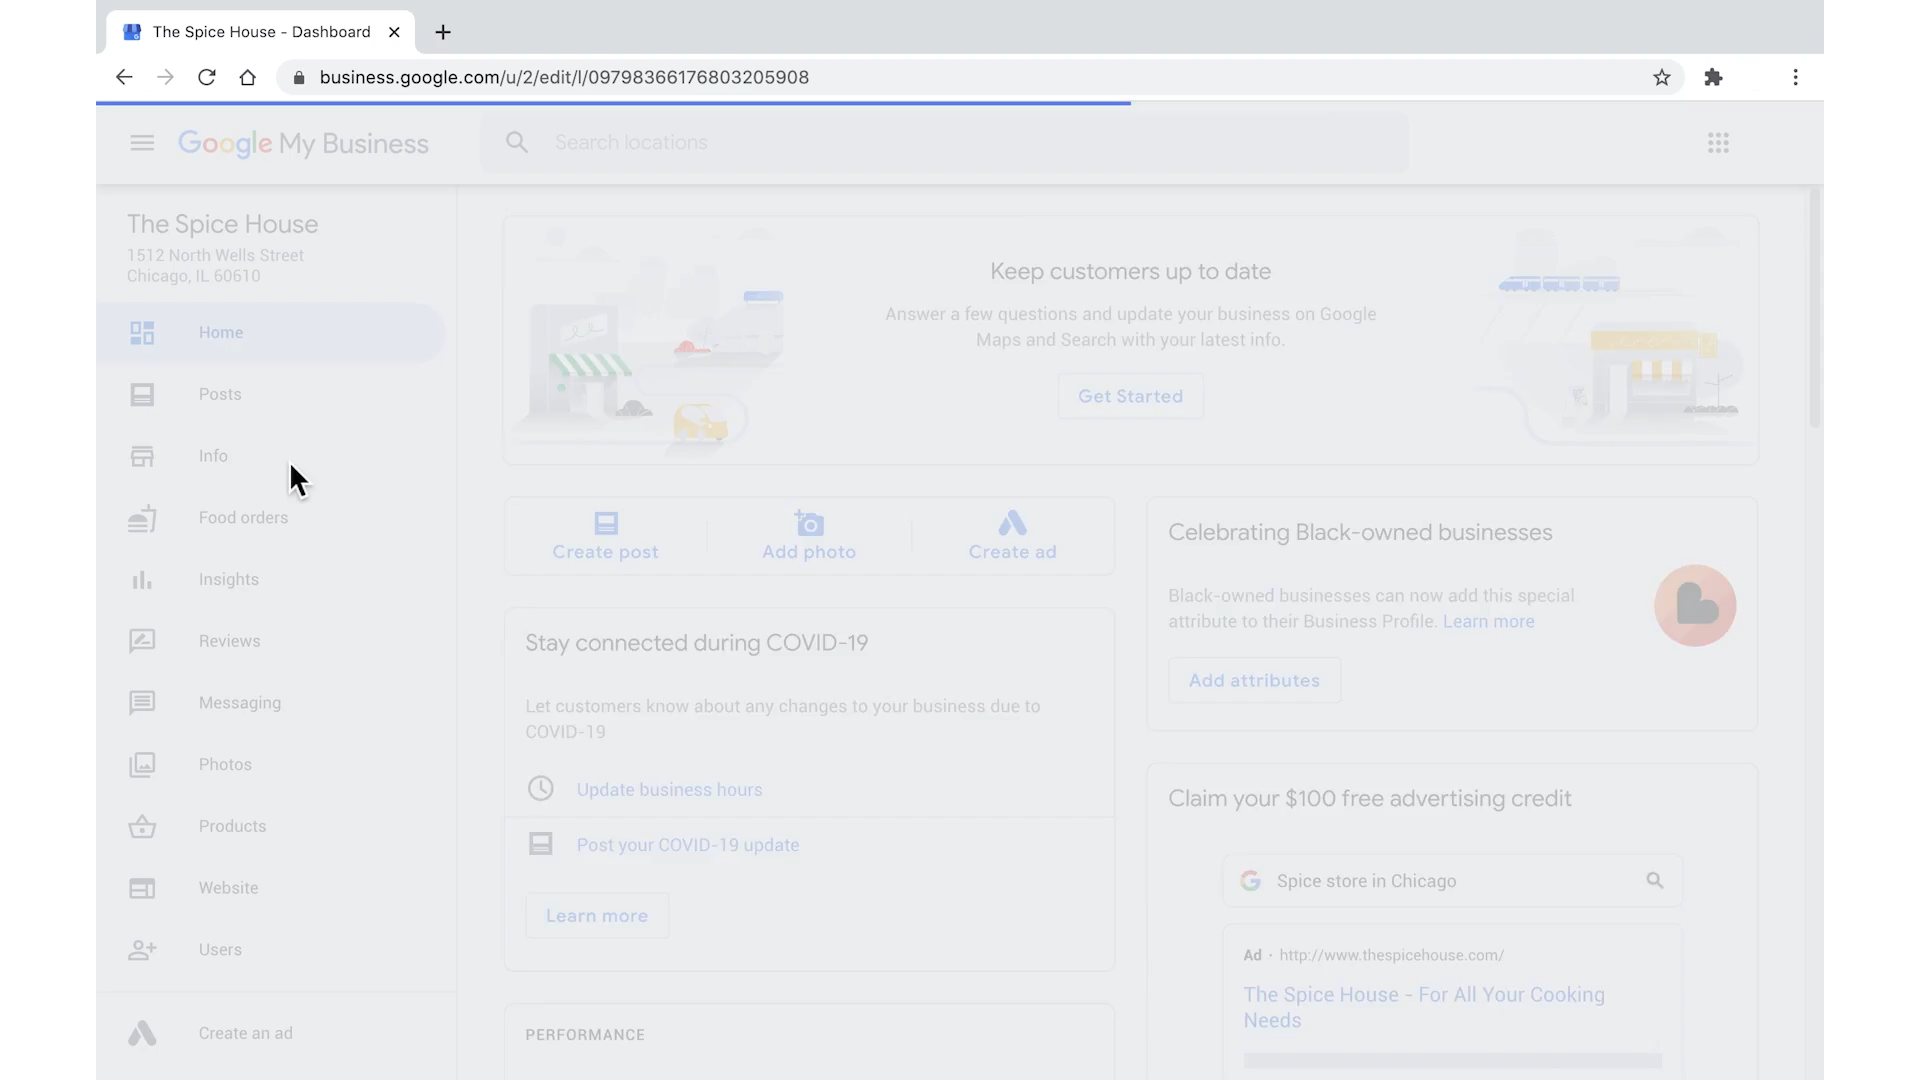 The Spice House - Dashboard
business.google.com/u/2/edit/l/09798366176803205908
Google My Business
Search locations
The Spice House
1512 North Wells Street
Chicago, IL 60610
Home
Posts
Info
Food orders
Insights
Reviews
Messaging
Photos
Products
Website
Users
Create an ad
Keep customers up to date
Answer a few questions and update your business on Google
Maps and Search with your latest info.
Get Started
Create post
Add photo
Create ad
Stay connected during COVID-19
Let customers know about any changes to your business due to
COVID-19
Update business hours
Post your COVID-19 update
Learn more
PERFORMANCE
Celebrating Black-owned businesses
Black-owned businesses can now add this special
attribute to their Business Profile. Learn more
Add attributes
Claim your $100 free advertising credit
Spice store in Chicago
Ad · http://www.thespicehouse.com/
The Spice House - For All Your Cooking
Needs